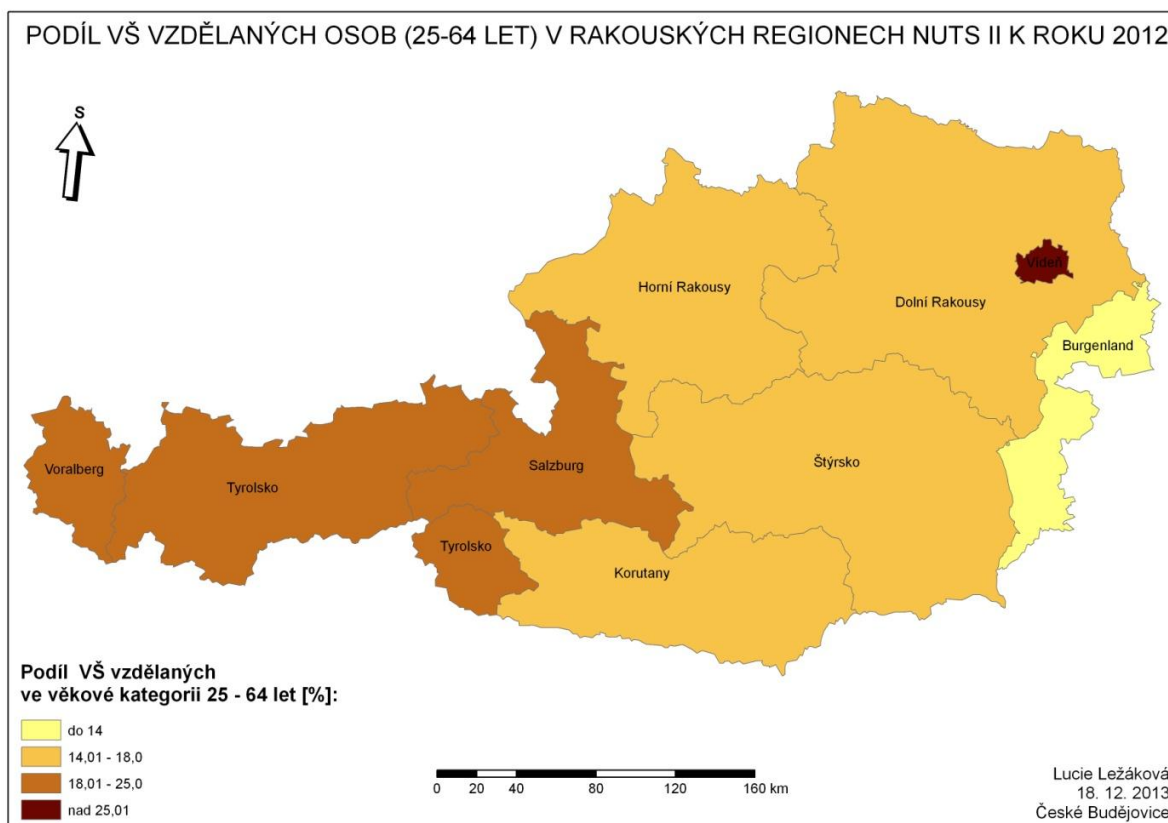 PODÍL VŠ VZDĚLANÝCH OSOB (25-64 LET) V RAKOUSKÝCH REGIONECH NUTS II K ROKU 2012
S
Vídeň
Horní Rakousy
Dolní Rakousy
Burgenland
Štýrsko
Salzburg
Voralberg
Tyrolsko
Tyrolsko
Korutany
Podíl VŠ vzdělaných
ve věkové kategorii 25 - 64 let [%]:
do 14
14,01 - 18,0
18,01 - 25,0
nad 25,01
0 20 40 80 120 160 km
Lucie Ležáková
18. 12. 2013
České Budějovice